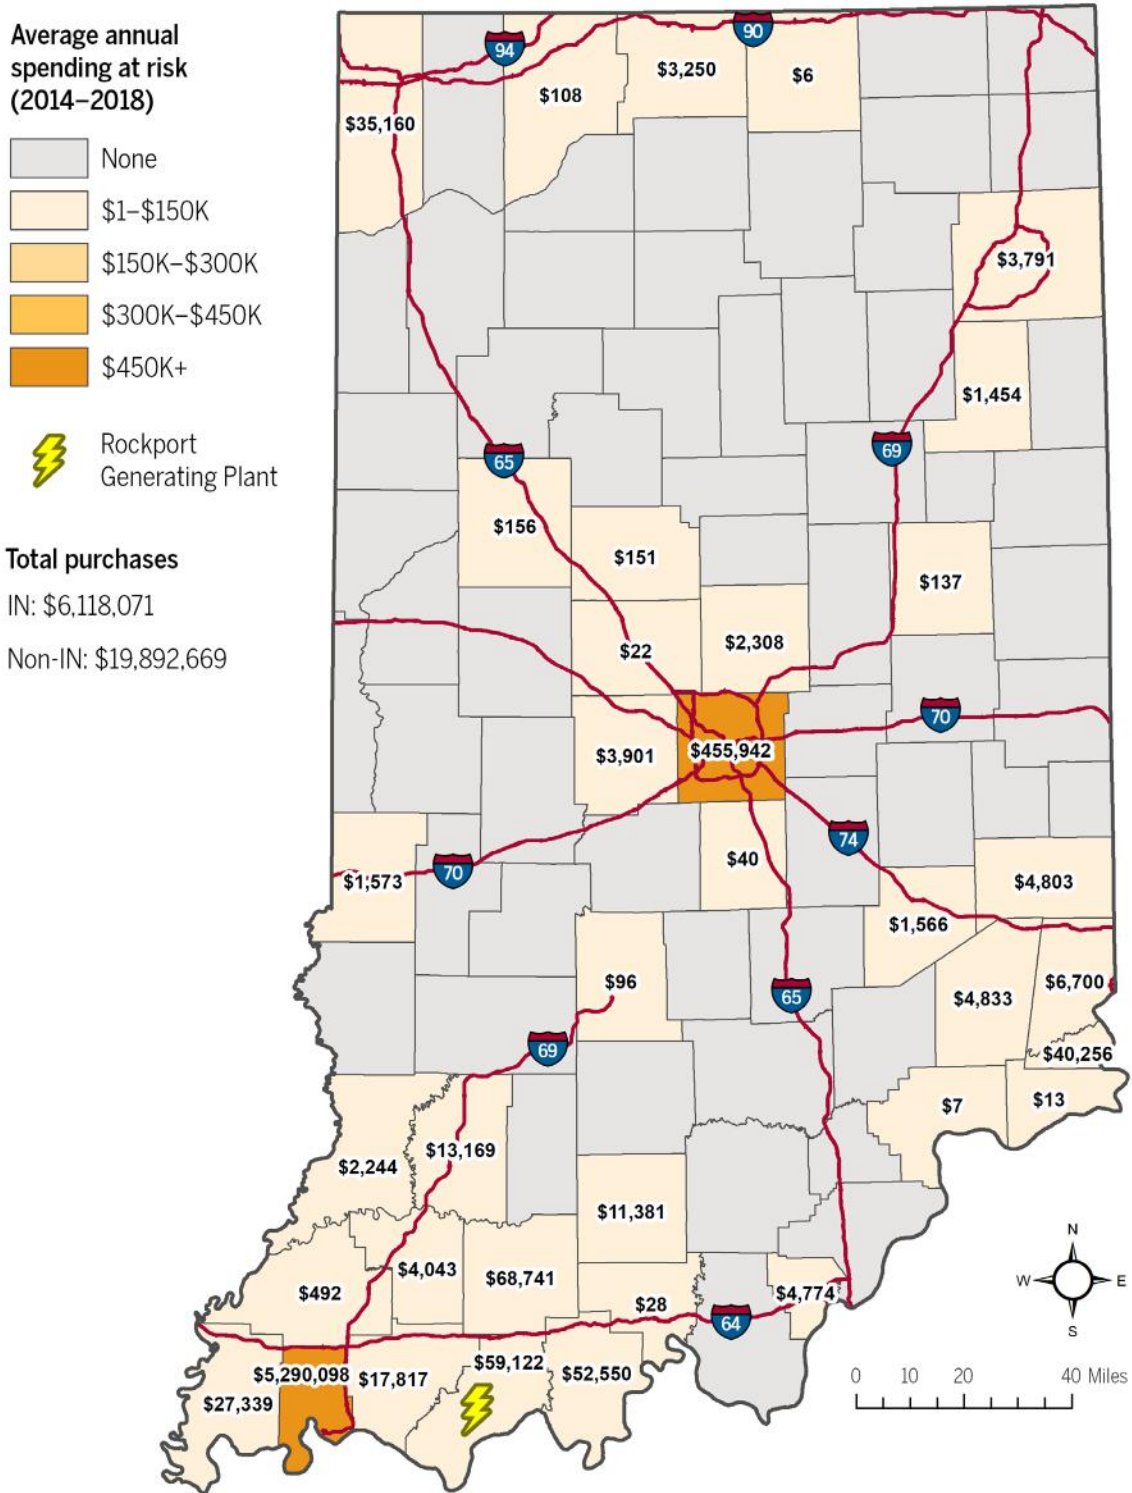 Average annual
spending at risk
(2014–2018)
None
$1–$150K
$150K–$300K
$300K–$450K
$450K+
Rockport
Generating Plant
Total purchases
IN: $6,118,071
Non-IN: $19,892,669
90
94
$3,250
$6
$108
$35,160
$3,791
$1,454
69
65
$156
$151
$137
$22
$2,308
70
$3,901
$455,942
74
$40
70
$1,573
$4,803
$1,566
$96
65
$4,833
$6,700
69
$40,256
$7
$13
$13,169
$2,244
$11,381
$4,043
$68,741
$492
$28
$4,774
64
$59,122
$5,290,098
$17,817
$52,550
$27,339
N
W
E
S
0 10 20 40 Miles